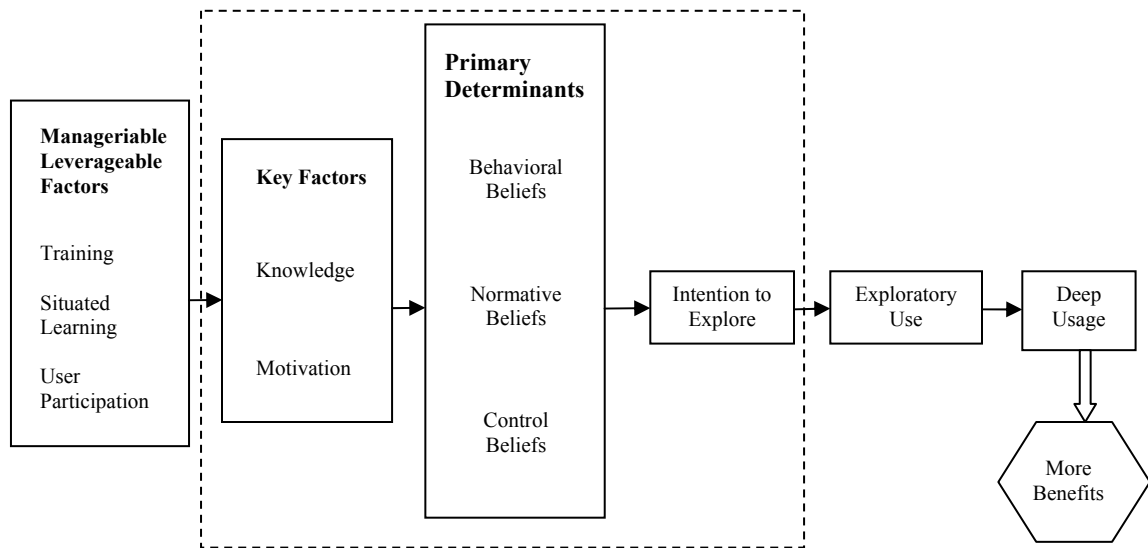 Manageriable
Leverageable
Factors
Training
Situated
Learning
User
Participation
Key Factors
Knowledge
Motivation
Primary
Determinants
Behavioral
Beliefs
Normative
Beliefs
Control
Beliefs
Intention to
Explore
Exploratory
Use
Deep
Usage
More
Benefits